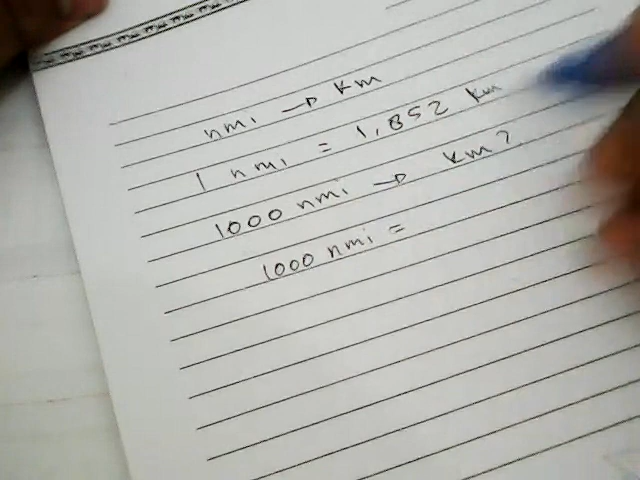 nmi → km
1 nmi = 1,852 km
1000 nmi → km?
1000 nmi =